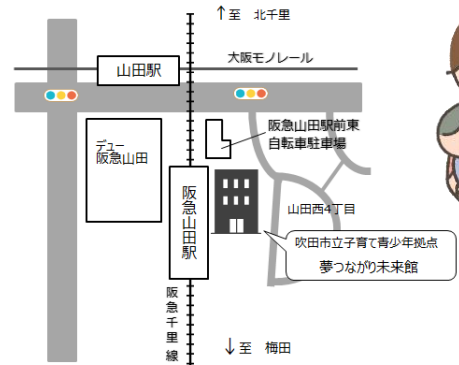 ↑至 北千里
大阪モノレール
山田駅
阪急山田駅前東
自転車駐車場
デュー
阪急山田
阪急山田駅
山田西4丁目
吹田市立子育て青少年拠点
夢つながり未来館
阪急千里線
↓至 梅田